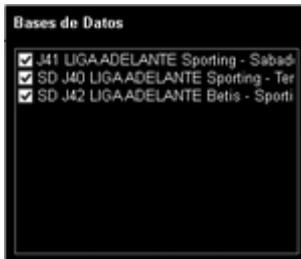 Bases de Datos
J41 LIGA ADELANTE Sporting - Sabade
SD J40 LIGA ADELANTE Sporting - Ter
SD J42 LIGA ADELANTE Betis - Sporti